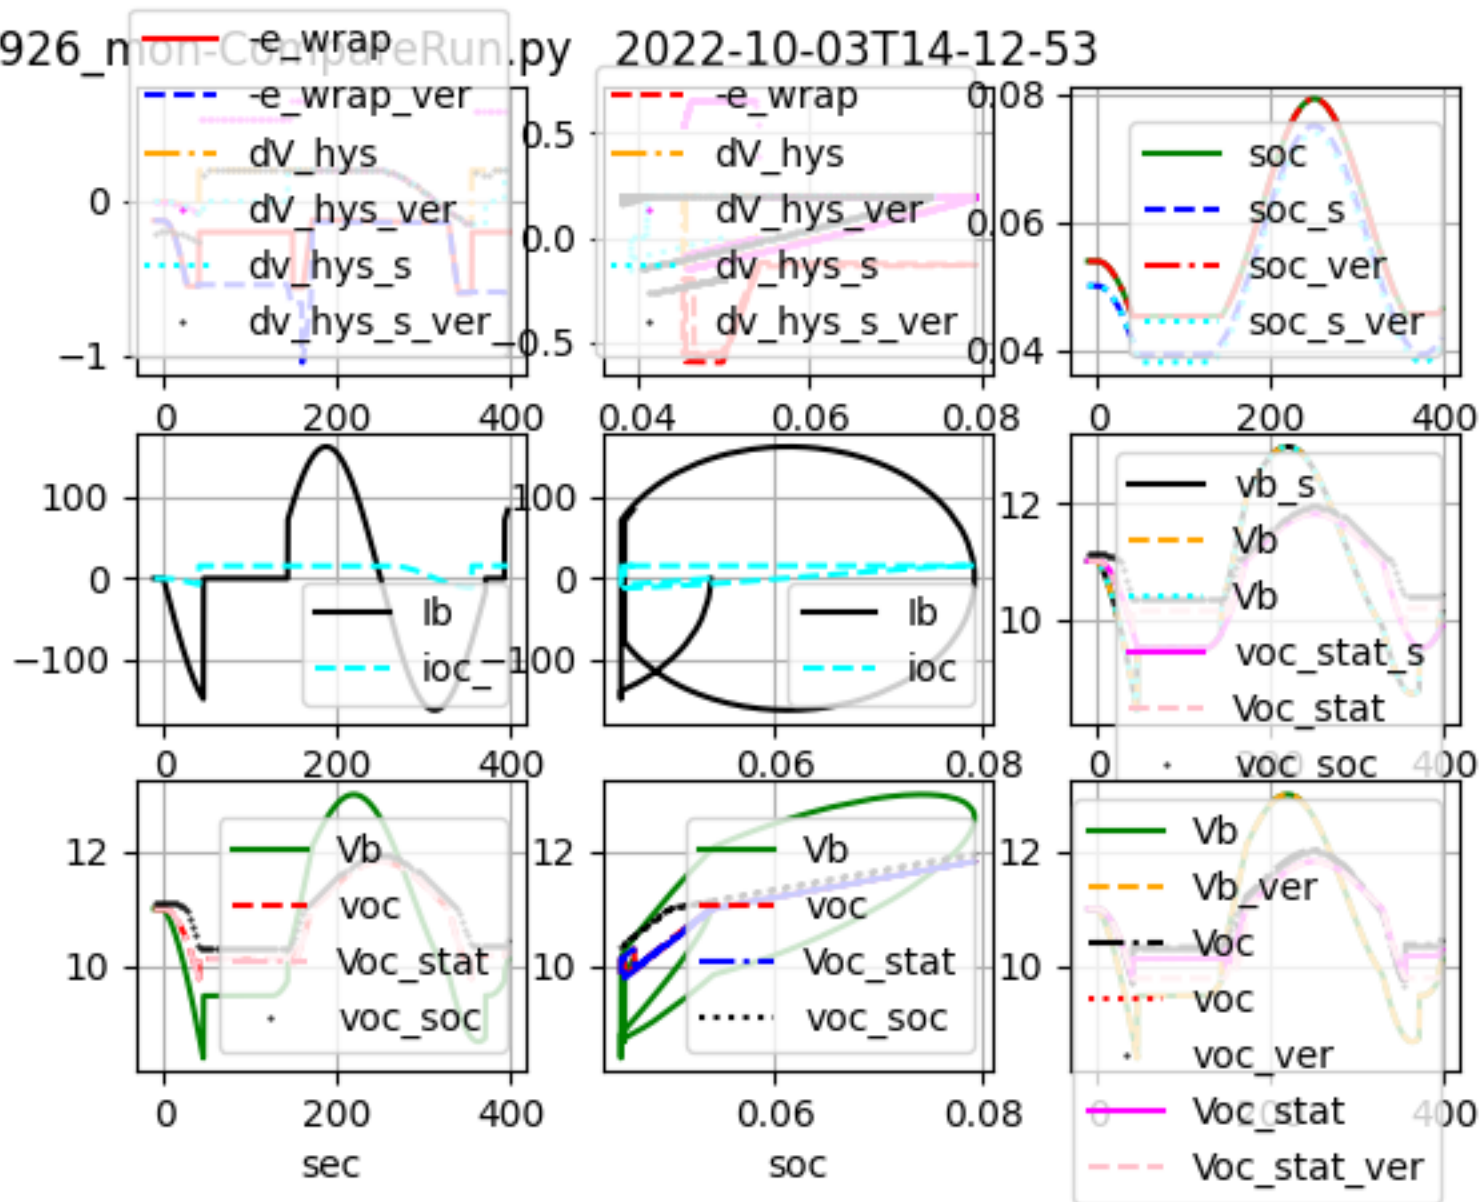 926_mon-CompareRun.py 2022-10-03T14-12-53
-e_wrap
-e_wrap_ver
dV_hys
dV_hys_ver
dv_hys_s
dv_hys_s_ver
0
−1
0 200 400
-e_wrap
dV_hys
dV_hys_ver
dv_hys_s
dv_hys_s_ver
0.5
0.0
−0.5
0.04 0.06 0.08
soc
soc_s
soc_ver
soc_s_ver
0.08
0.06
0.04
0 200 400
100
0
−100
Ib
ioc_
0 200 400
100
0
−100
Ib
ioc
0.06 0.08
12
10
vb_s
Vb
Vb
voc_stat_s
Voc_stat
voc_soc
0 200 400
12
10
Vb
voc
Voc_stat
voc_soc
0 200 400
sec
12
10
Vb
voc
Voc_stat
voc_soc
0.06 0.08
soc
12
10
Vb
Vb_ver
Voc
voc
voc_ver
Voc_stat
Voc_stat_ver
0 200 400